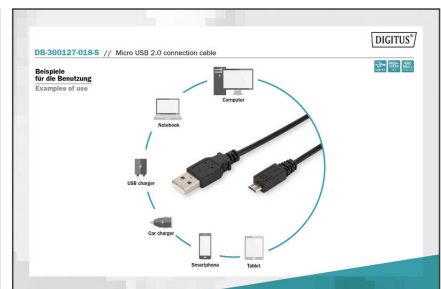 DIGITUS®
DB-300127-018-S // Micro USB 2.0 connection cable
Beispiele
für die Benutzung
Examples of use
Computer
Notebook
USB charger
Car charger
Smartphone
Tablet